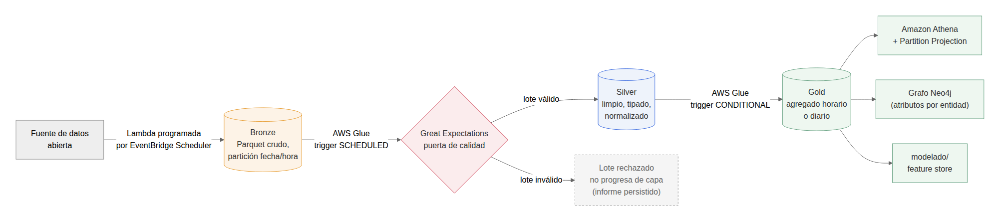 Fuente de datos
abierta
Lambda programada
por EventBridge Scheduler
Bronze
Parquet crudo,
partición fecha/hora
AWS Glue
trigger SCHEDULED
Great Expectations
puerta de calidad
lote válido
lote inválido
Silver
limpio, tipado,
normalizado
Lote rechazado
no progresa de capa
(informe persistido)
AWS Glue
trigger CONDITIONAL
Gold
agregado horario
o diario
Amazon Athena
+ Partition Projection
Grafo Neo4j
(atributos por entidad)
modelado/
feature store